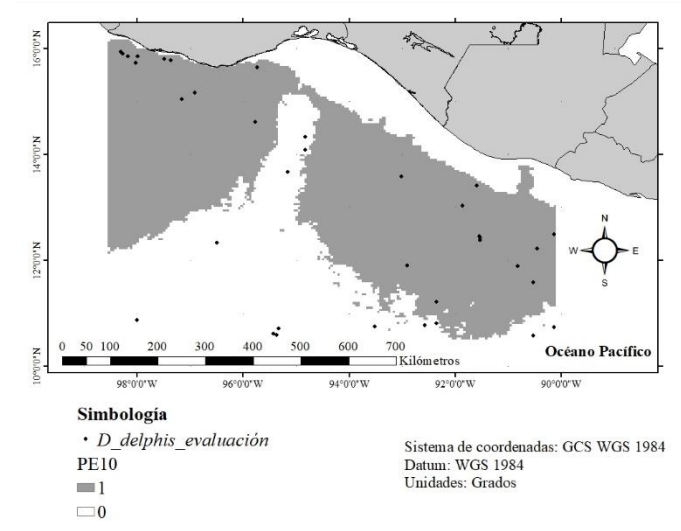 16°0'0"N
14°0'0"N
12°0'0"N
10°0'0"N
N
W
E
S
0 50 100 200 300 400 500 600 700
Kilómetros
Océano Pacífico
98°0'0"W 96°0'0"W 94°0'0"W 92°0'0"W 90°0'0"W
Simbología
D_delphis_evaluación
PE10
1
0
Sistema de coordenadas: GCS WGS 1984
Datum: WGS 1984
Unidades: Grados